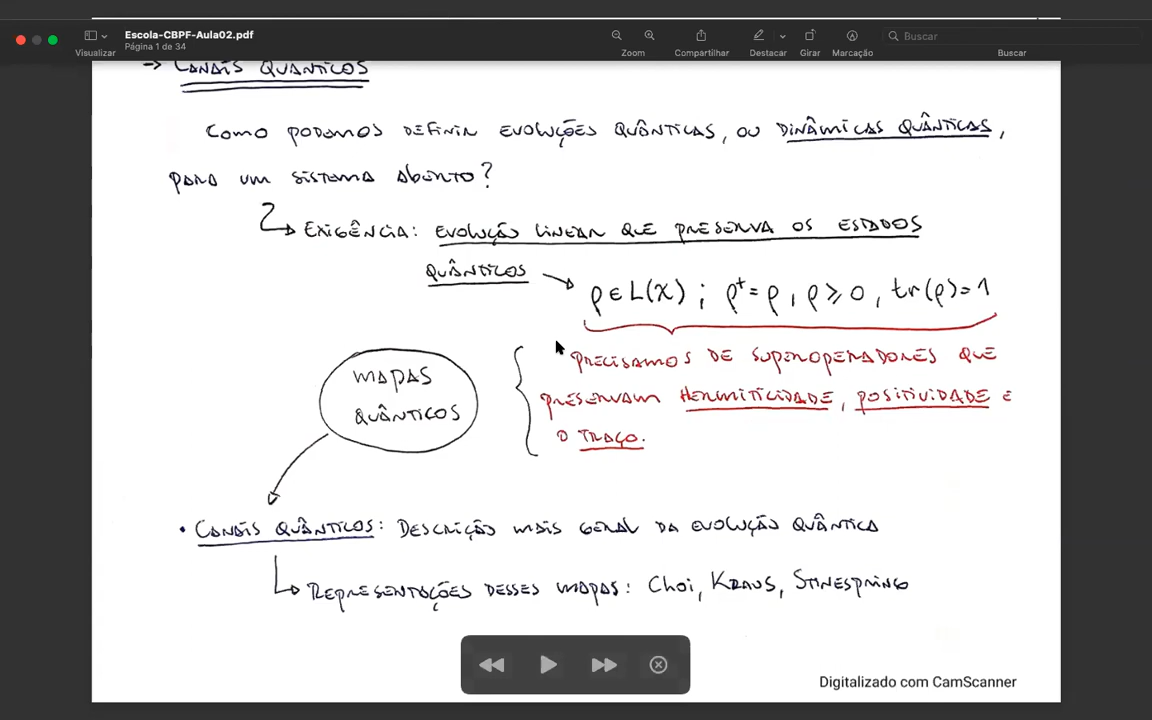 Escola-CBPF-Aula02.pdf
Página 1 de 34
Visualizar
Zoom
Compartilhar
Destacar
Girar
Marcação
Buscar
Buscar
→ CANAIS QUÂNTICOS
COMO PODEMOS DEFINIR EVOLUÇÕES QUÂNTICAS, OU DINÂMICAS QUÂNTICAS,
PARA UM SISTEMA ABERTO?
EXIGÊNCIA: EVOLUÇÃO LINEAR QUE PRESERVA OS ESTADOS
QUÂNTICOS → ρ ∈ L(X) ; ρ† = ρ, ρ ≥ 0, tr(ρ) = 1
PRECISAMOS DE SUPEROPERADORES QUE
PRESERVAM HERMITICIDADE, POSITIVIDADE E
O TRAÇO.
MAPAS
QUÂNTICOS
• CANAIS QUÂNTICOS: DESCRIÇÃO MAIS GERAL DA EVOLUÇÃO QUÂNTICA
REPRESENTAÇÕES DESSES MAPAS: Choi, KRAUS, STINESPRING
Digitalizado com CamScanner